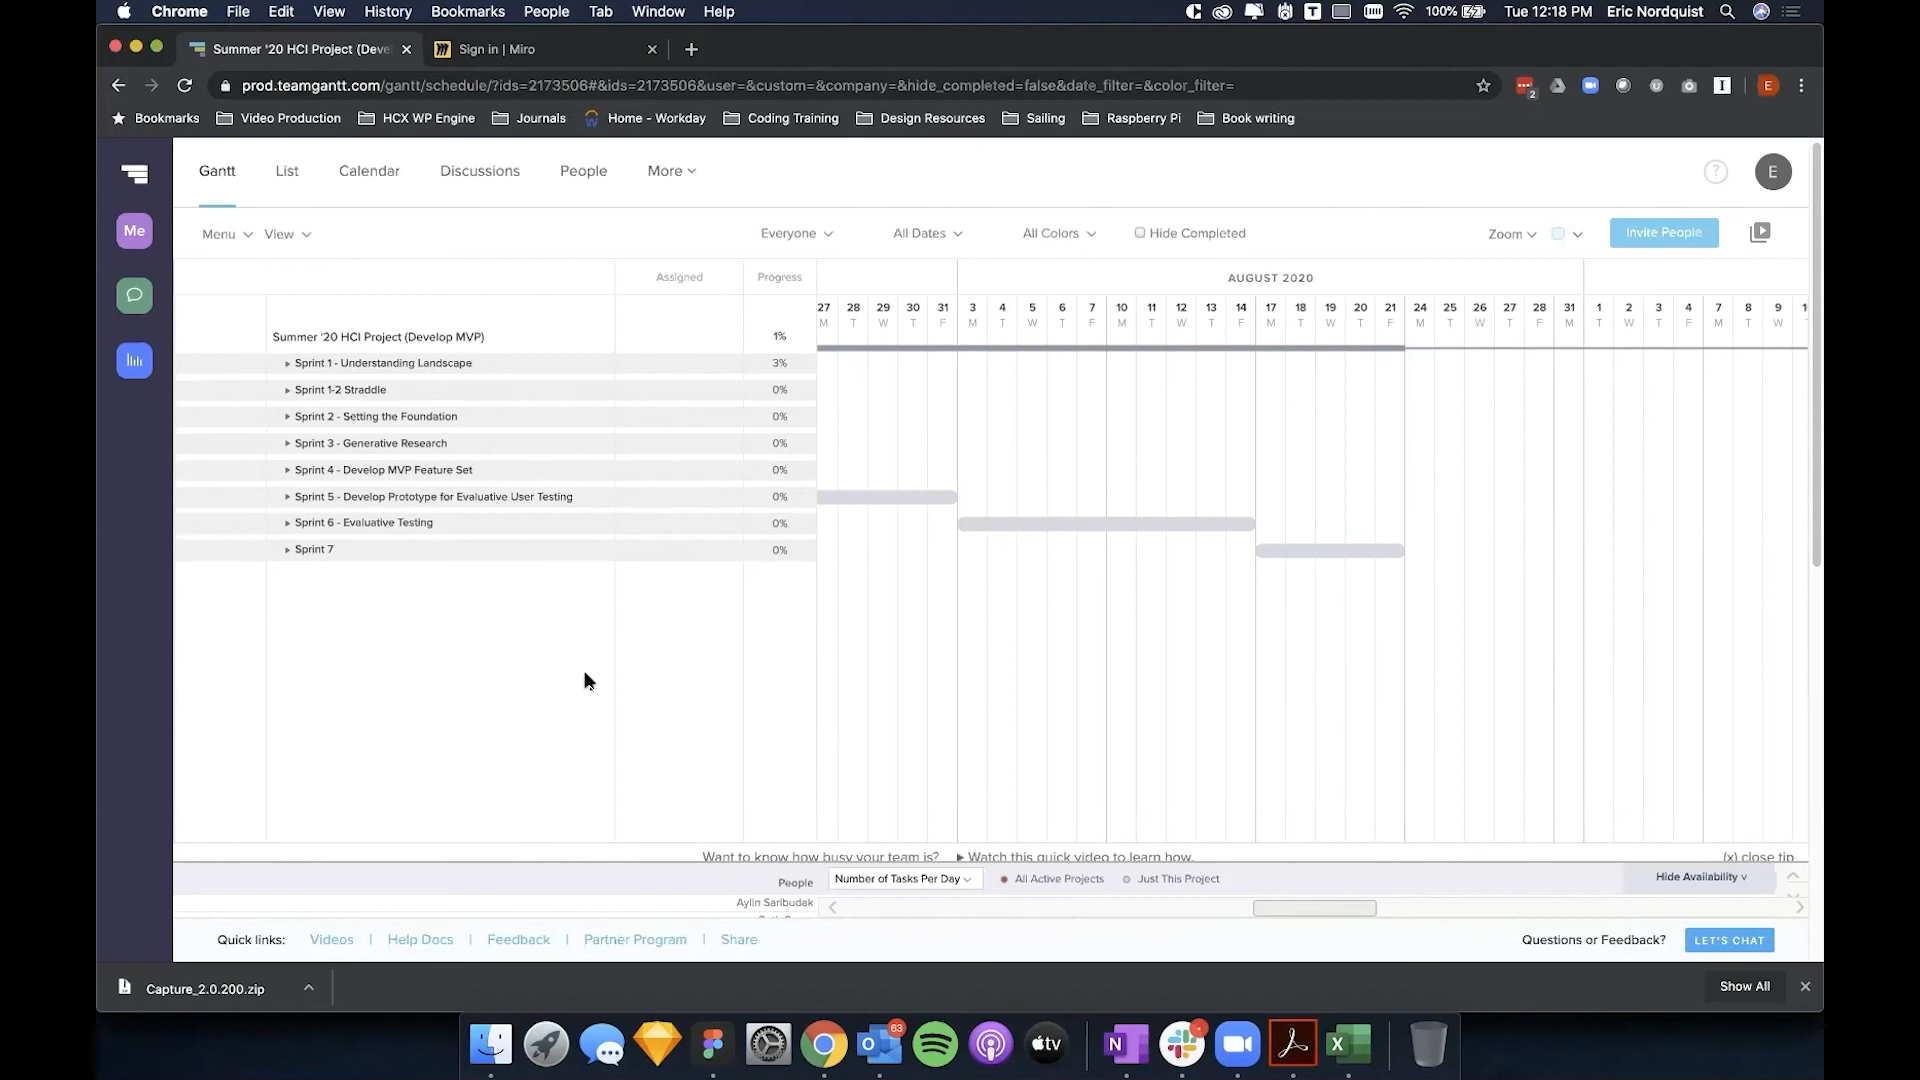 Chrome File Edit View History Bookmarks People Tab Window Help 100% Tue 12:18 PM Eric Nordquist
Summer '20 HCI Project (Deve Sign in | Miro
prod.teamgantt.com/gantt/schedule/?ids=2173506#&ids=2173506&user=&custom=&company=&hide_completed=false&date_filter=&color_filter= 2 E
Bookmarks Video Production HCX WP Engine Journals Home - Workday Coding Training Design Resources Sailing Raspberry Pi Book writing
Gantt List Calendar Discussions People More ? E
Me
Menu View Everyone All Dates All Colors Hide Completed Zoom Invite People
Assigned Progress AUGUST 2020
27 28 29 30 31 3 4 5 6 7 10 11 12 13 14 17 18 19 20 21 24 25 26 27 28 31 1 2 3 4 7 8 9
M T W T F M T W T F M T W T F M T W T F M T W T F M T W T F M T W
Summer '20 HCI Project (Develop MVP) 1%
Sprint 1 - Understanding Landscape 3%
Sprint 1-2 Straddle 0%
Sprint 2 - Setting the Foundation 0%
Sprint 3 - Generative Research 0%
Sprint 4 - Develop MVP Feature Set 0%
Sprint 5 - Develop Prototype for Evaluative User Testing 0%
Sprint 6 - Evaluative Testing 0%
Sprint 7 0%
Want to know how busy your team is? Watch this quick video to learn how. (x) close tip
People Number of Tasks Per Day All Active Projects Just This Project Hide Availability
Aylin Saribudak
Quick links: Videos | Help Docs | Feedback | Partner Program | Share Questions or Feedback? LET'S CHAT
Capture_2.0.200.zip Show All
63
tv